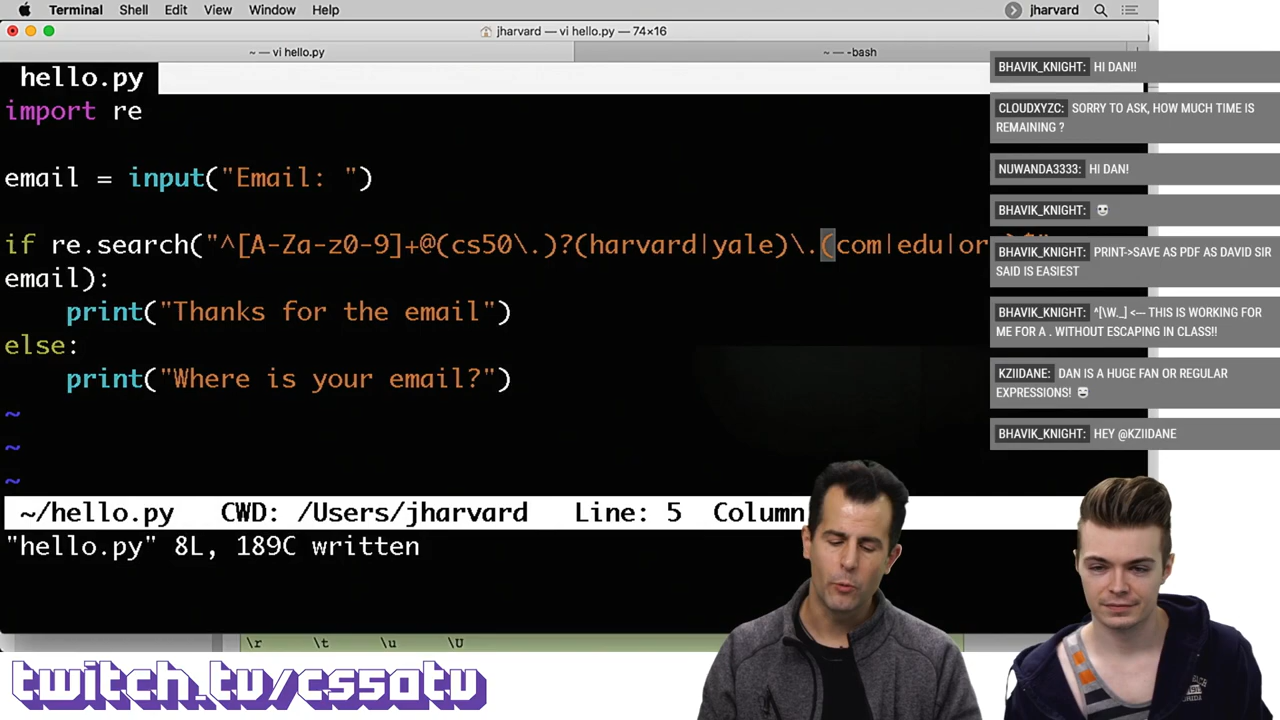 Terminal Shell Edit View Window Help jharvard
jharvard — vi hello.py — 74×16
~ — vi hello.py ~ — -bash
hello.py
import re
email = input("Email: ")
if re.search("^[A-Za-z0-9]+@(cs50\.)?(harvard|yale)\.(com|edu|or
email):
print("Thanks for the email")
else:
print("Where is your email?")
~
~
~
~/hello.py CWD: /Users/jharvard Line: 5 Column
"hello.py" 8L, 189C written
\r \t \u \U
BHAVIK_KNIGHT: HI DAN!!
CLOUDXYZC: SORRY TO ASK, HOW MUCH TIME IS
REMAINING ?
NUWANDA3333: HI DAN!
BHAVIK_KNIGHT:
BHAVIK_KNIGHT: PRINT->SAVE AS PDF AS DAVID SIR
SAID IS EASIEST
BHAVIK_KNIGHT: ^[\W._] <--- THIS IS WORKING FOR
ME FOR A . WITHOUT ESCAPING IN CLASS!!
KZIIDANE: DAN IS A HUGE FAN OR REGULAR
EXPRESSIONS!
BHAVIK_KNIGHT: HEY @KZIIDANE
twitch.tv/cs50tv